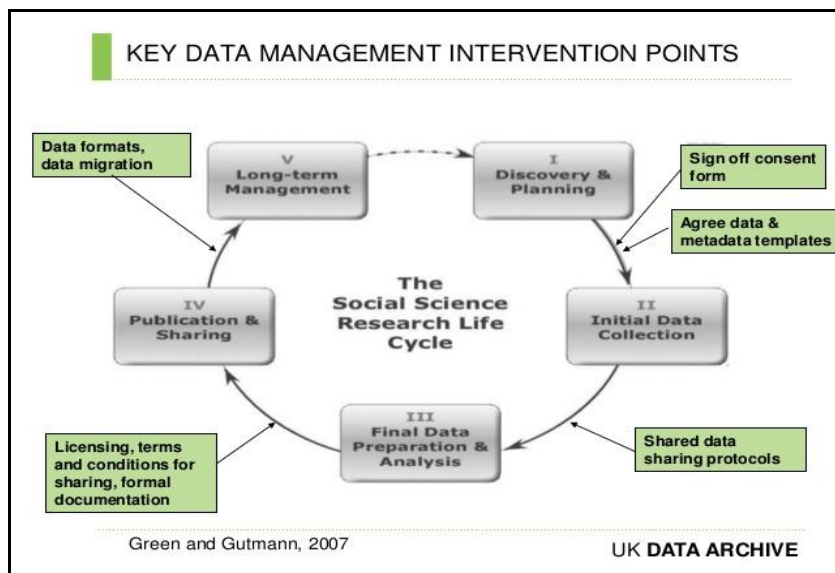 KEY DATA MANAGEMENT INTERVENTION POINTS
Data formats,
data migration
V
Long-term
Management
I
Discovery &
Planning
Sign off consent
form
Agree data &
metadata templates
The
Social Science
Research Life
Cycle
IV
Publication &
Sharing
II
Initial Data
Collection
III
Final Data
Preparation &
Analysis
Licensing, terms
and conditions for
sharing, formal
documentation
Shared data
sharing protocols
Green and Gutmann, 2007
UK DATA ARCHIVE